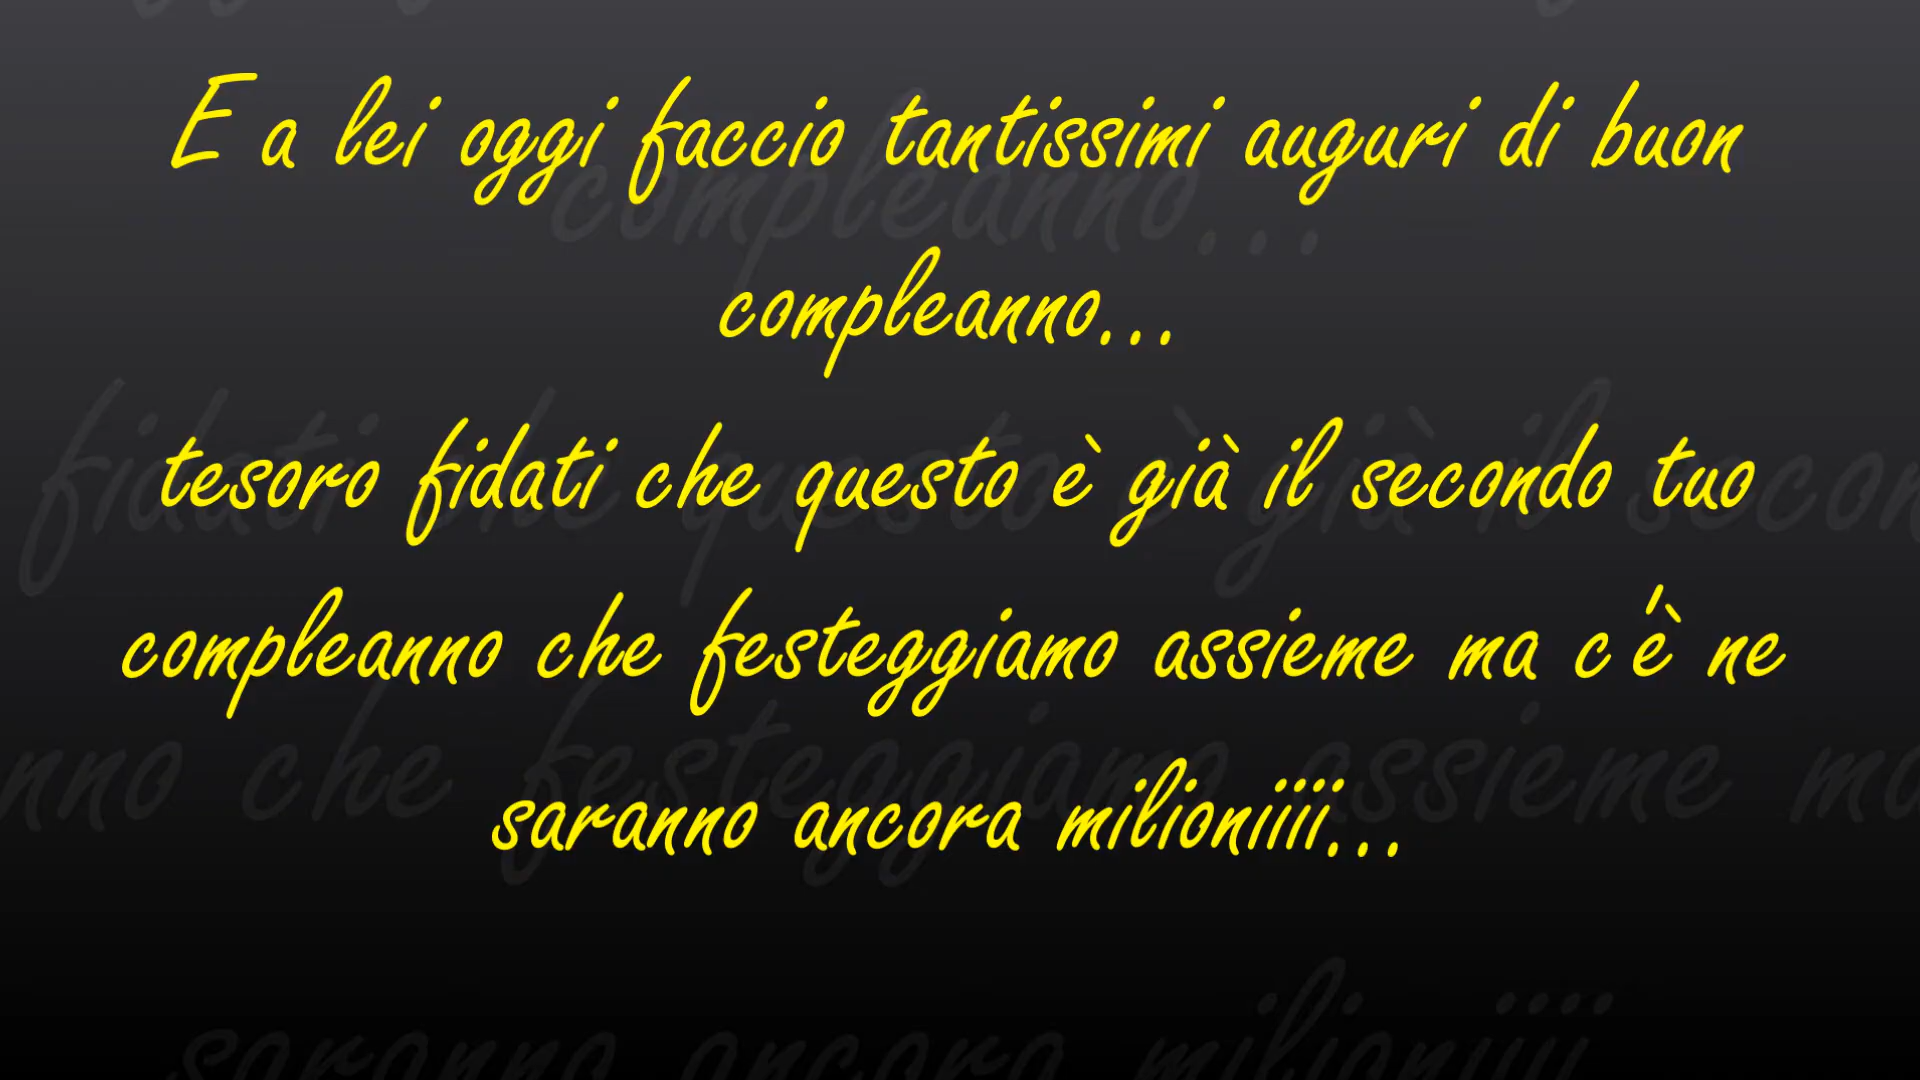 E a lei oggi faccio tantissimi auguri di buon
compleanno...
tesoro fidati che questo è già il secondo tuo
compleanno che festeggiamo assieme ma c'è ne
saranno ancora milioniiii...